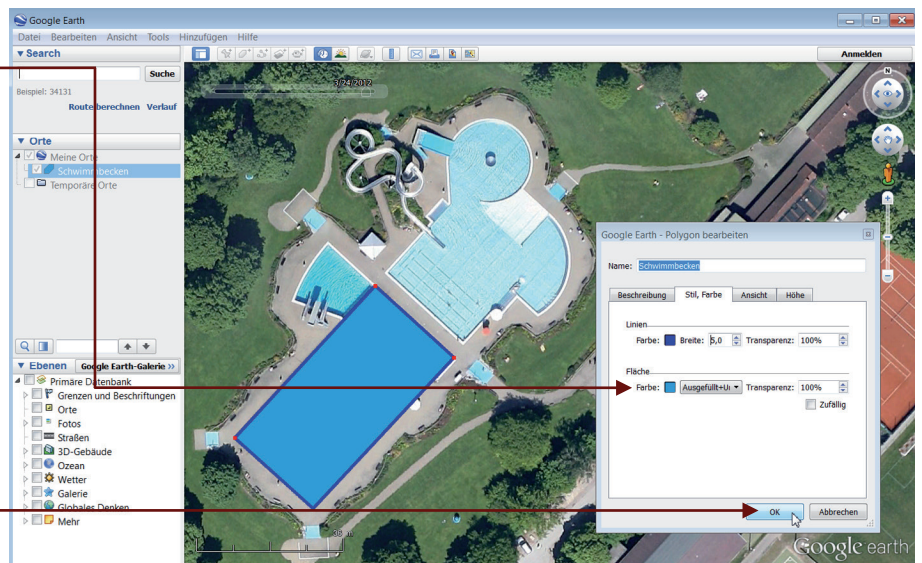 Google Earth
Datei Bearbeiten Ansicht Tools Hinzufügen Hilfe
▼ Search
Suche
Beispiel: 34131
Route berechnen Verlauf
▼ Orte
Meine Orte
Schwimmbecken
Temporäre Orte
▼ Ebenen Google Earth-Galerie >>
Primäre Datenbank
Grenzen und Beschriftungen
Orte
Fotos
Straßen
3D-Gebäude
Ozean
Wetter
Galerie
Globales Denken
Mehr
Anmelden
3/24/2012
N
Google Earth - Polygon bearbeiten
Name: Schwimmbecken
Beschreibung Stil, Farbe Ansicht Höhe
Linien
Farbe: Breite: 5,0 Transparenz: 100%
Fläche
Farbe: Ausgefüllt+U Transparenz: 100%
Zufällig
OK Abbrechen
Google earth